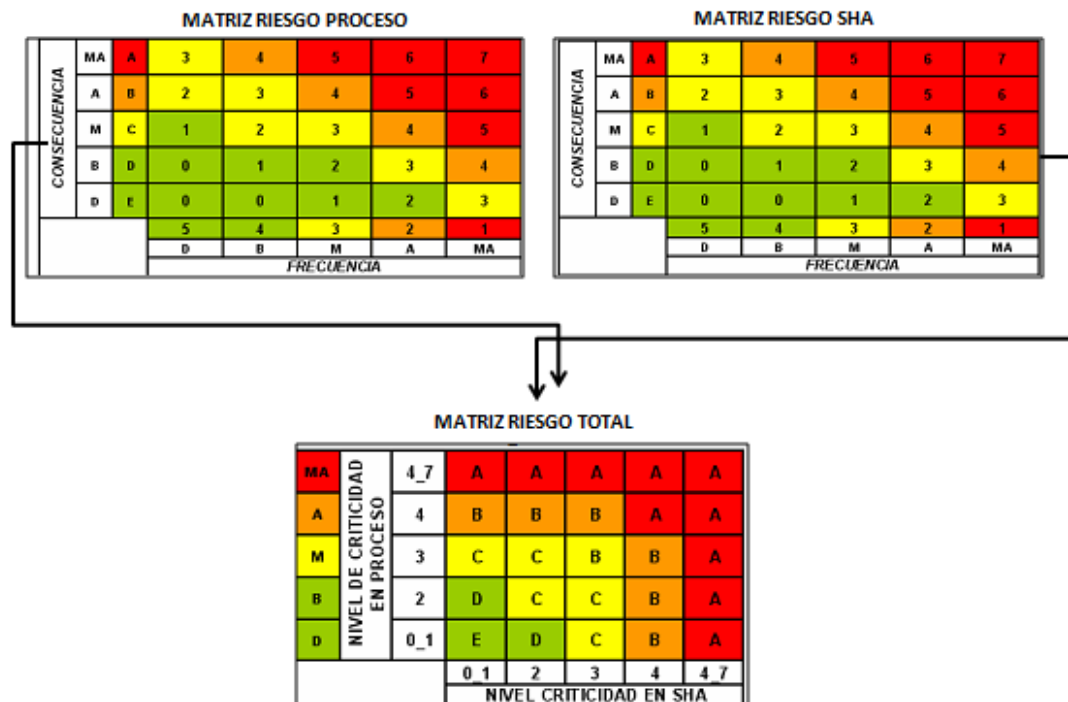 MATRIZ RIESGO PROCESO
CONSECUENCIA
MA A 3 4 5 6 7
A B 2 3 4 5 6
M C 1 2 3 4 5
B D 0 1 2 3 4
D E 0 0 1 2 3
5 4 3 2 1
D B M A MA
FRECUENCIA
MATRIZ RIESGO SHA
CONSECUENCIA
MA A 3 4 5 6 7
A B 2 3 4 5 6
M C 1 2 3 4 5
B D 0 1 2 3 4
D E 0 0 1 2 3
5 4 3 2 1
D B M A MA
FRECUENCIA
MATRIZ RIESGO TOTAL
NIVEL DE CRITICIDAD
EN PROCESO
MA 4_7 A A A A A
A 4 B B B A A
M 3 C C B B A
B 2 D C C B A
D 0_1 E D C B A
0_1 2 3 4 4_7
NIVEL CRITICIDAD EN SHA